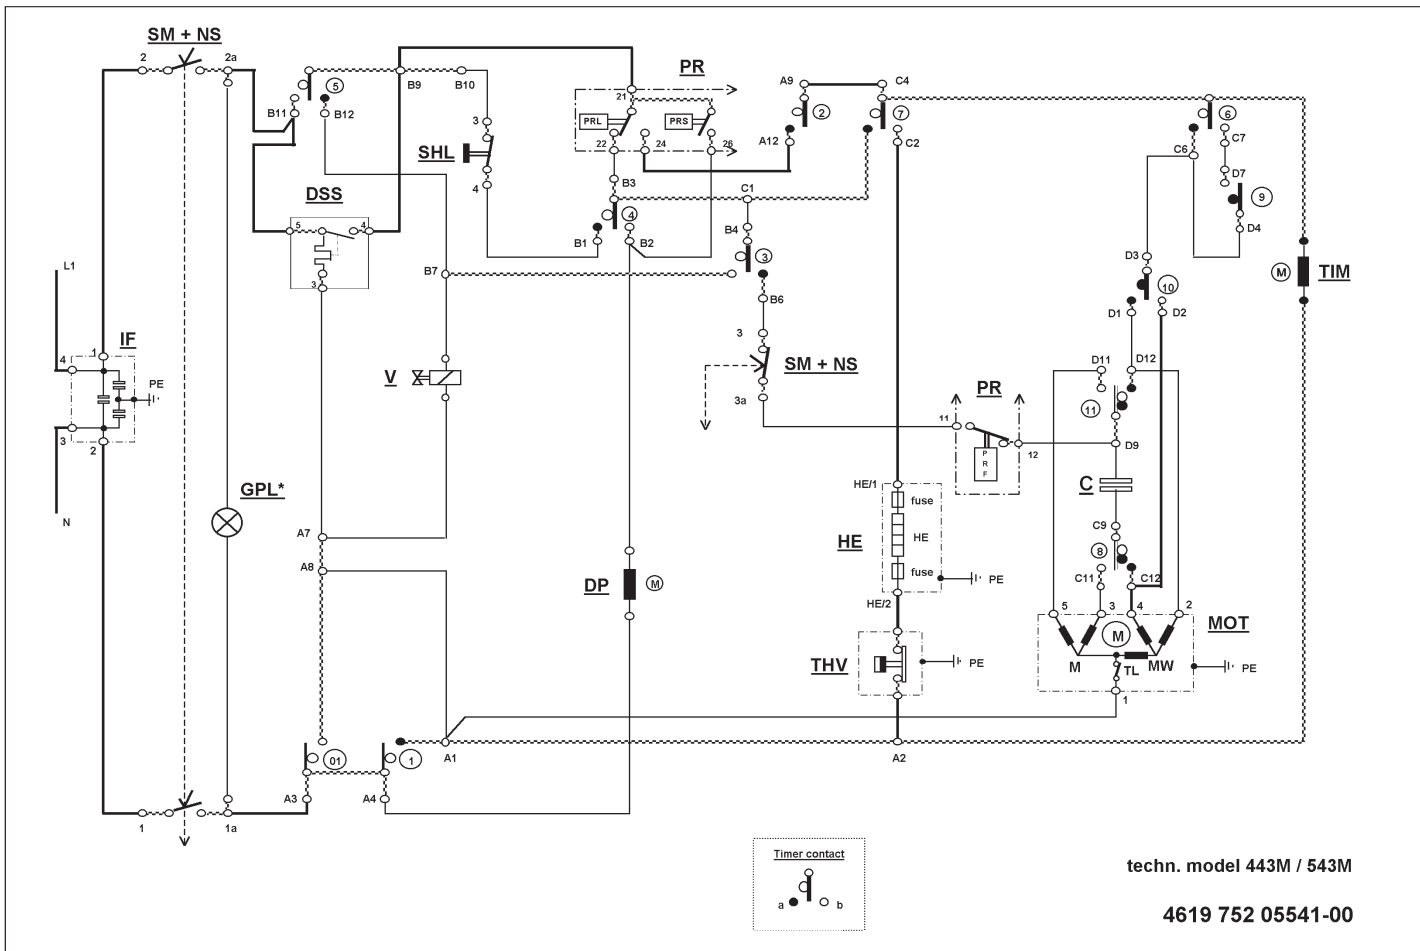 SM + NS
2
2a
B11
5
B12
B9
B10
21
PR
PRL
PRS
22
24
26
A9
C4
2
7
A12
C2
6
C7
C6
D7
9
D4
3
SHL
4
DSS
5
4
3
B3
C1
4
B1
B2
B4
3
B7
B6
D3
10
D1
D2
M
TIM
L1
IF
4
1
PE
3
2
N
V
3
SM + NS
3a
D11
D12
11
D9
PR
11
12
P
R
F
C
C9
8
C11
C12
GPL*
A7
A8
HE/1
fuse
HE
HE
fuse
PE
HE/2
DP
M
5
3
4
2
MOT
M
M
MW
TL
PE
1
THV
PE
01
1
A1
A2
A3
A4
1
1a
Timer contact
a
b
techn. model 443M / 543M
4619 752 05541-00